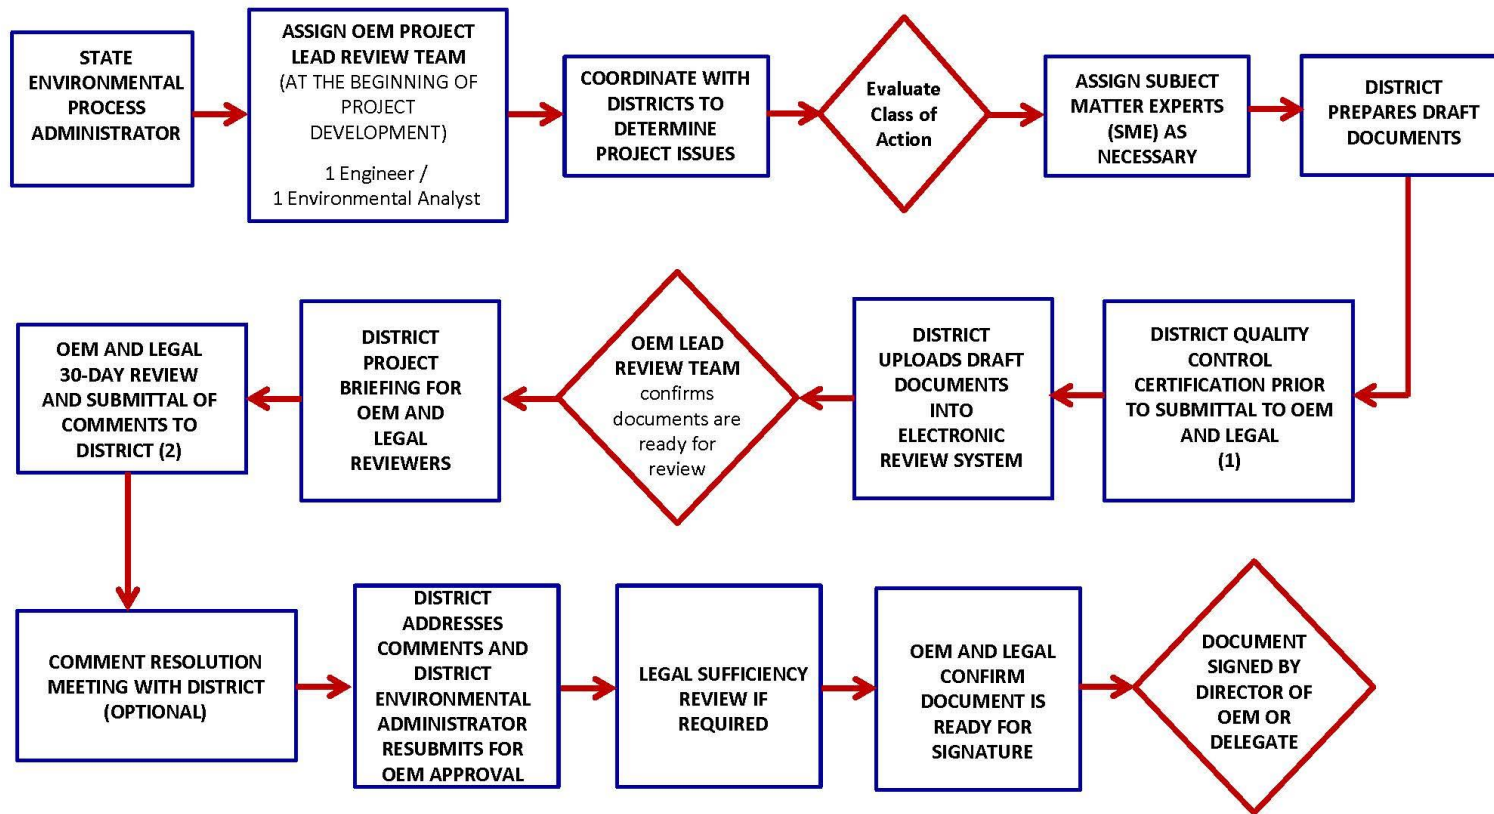 STATE
ENVIRONMENTAL
PROCESS
ADMINISTRATOR
ASSIGN OEM PROJECT
LEAD REVIEW TEAM
(AT THE BEGINNING OF
PROJECT
DEVELOPMENT)
1 Engineer /
1 Environmental Analyst
COORDINATE WITH
DISTRICTS TO
DETERMINE
PROJECT ISSUES
Evaluate
Class of
Action
ASSIGN SUBJECT
MATTER EXPERTS
(SME) AS
NECESSARY
DISTRICT
PREPARES DRAFT
DOCUMENTS
DISTRICT QUALITY
CONTROL
CERTIFICATION PRIOR
TO SUBMITTAL TO OEM
AND LEGAL
(1)
DISTRICT
UPLOADS DRAFT
DOCUMENTS
INTO
ELECTRONIC
REVIEW SYSTEM
OEM LEAD
REVIEW TEAM
confirms
documents are
ready for
review
DISTRICT
PROJECT
BRIEFING FOR
OEM AND
LEGAL
REVIEWERS
OEM AND LEGAL
30-DAY REVIEW
AND SUBMITTAL OF
COMMENTS TO
DISTRICT (2)
COMMENT RESOLUTION
MEETING WITH DISTRICT
(OPTIONAL)
DISTRICT
ADDRESSES
COMMENTS AND
DISTRICT
ENVIRONMENTAL
ADMINISTRATOR
RESUBMITS FOR
OEM APPROVAL
LEGAL SUFFICIENCY
REVIEW IF
REQUIRED
OEM AND LEGAL
CONFIRM
DOCUMENT IS
READY FOR
SIGNATURE
DOCUMENT
SIGNED BY
DIRECTOR OF
OEM OR
DELEGATE